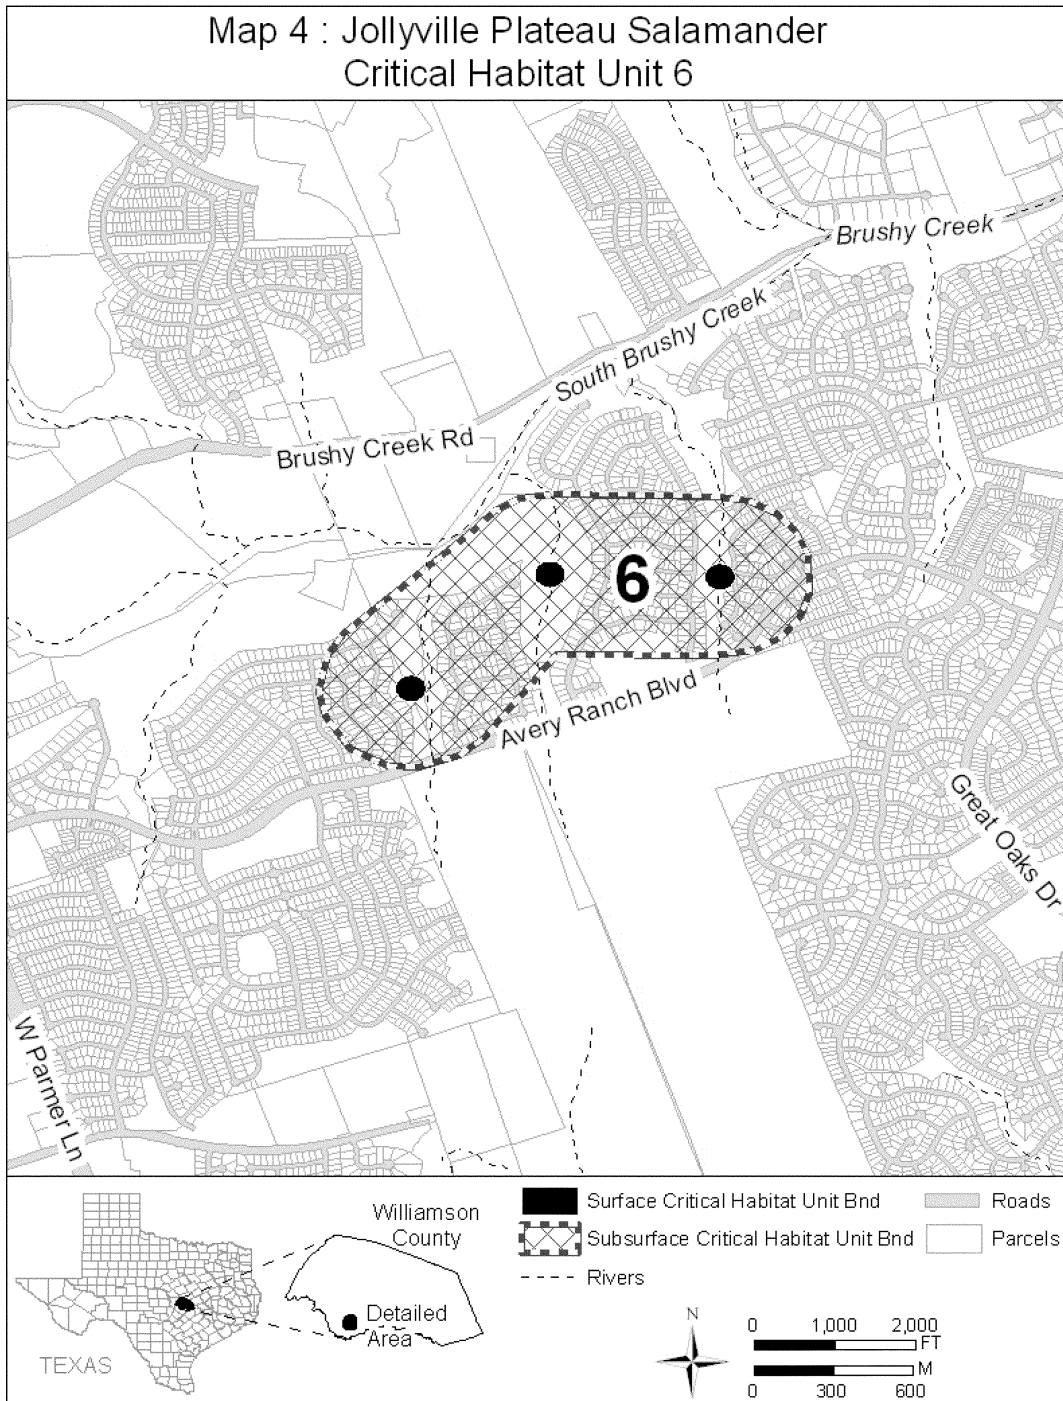 Map 4 : Jollyville Plateau Salamander
Critical Habitat Unit 6
Brushy Creek
South Brushy Creek
Brushy Creek Rd
6
Avery Ranch Blvd
Great Oaks Dr
W Parmer Ln
TEXAS
Williamson
County
Detailed
Area
Surface Critical Habitat Unit Bnd
Subsurface Critical Habitat Unit Bnd
Rivers
Roads
Parcels
N
0 1,000 2,000
FT
M
0 300 600